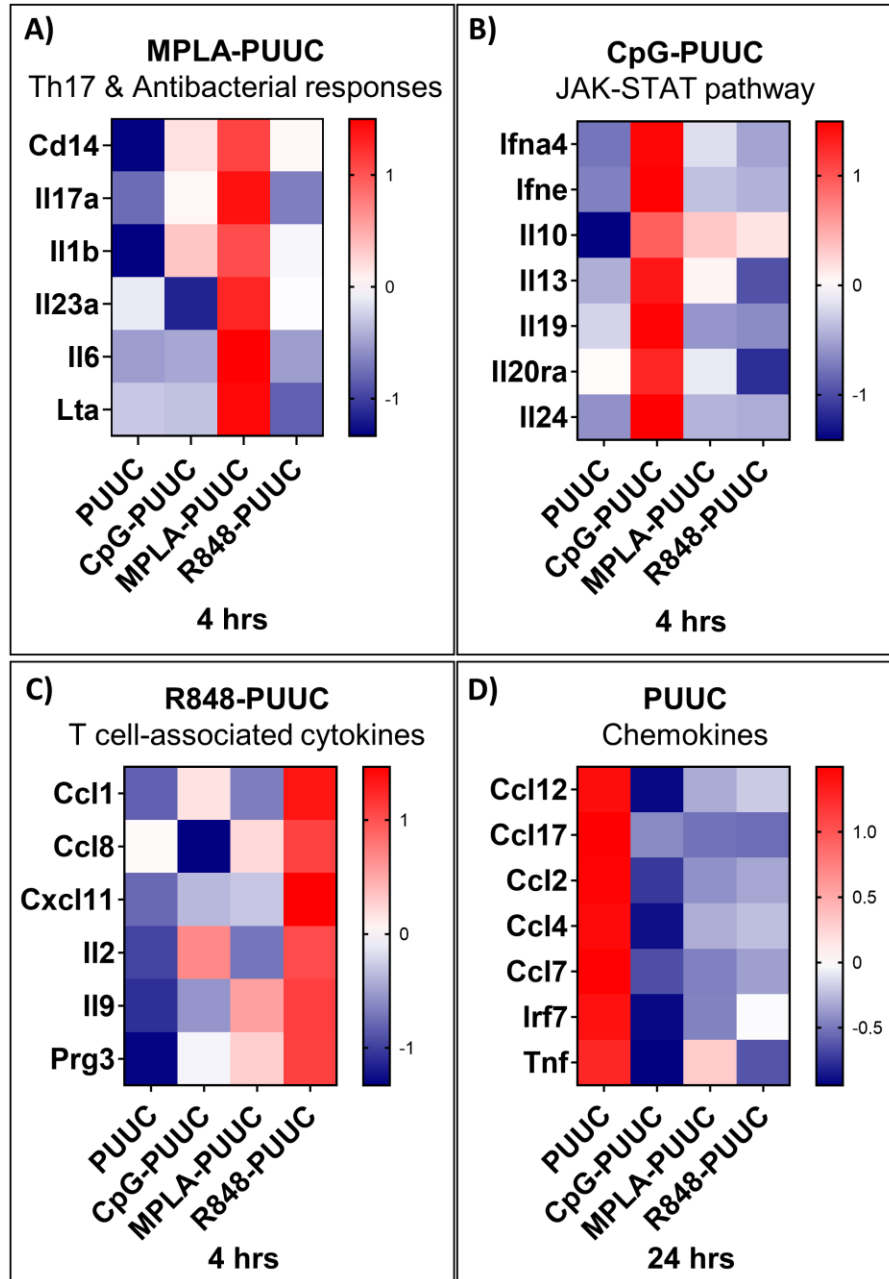 A)
MPLA-PUUC
Th17 & Antibacterial responses
Cd14
Il17a
Il1b
Il23a
Il6
Lta
1
0
-1
PUUC
CpG-PUUC
MPLA-PUUC
R848-PUUC
4 hrs
B)
CpG-PUUC
JAK-STAT pathway
Ifna4
Ifne
Il10
Il13
Il19
Il20ra
Il24
1
0
-1
PUUC
CpG-PUUC
MPLA-PUUC
R848-PUUC
4 hrs
C)
R848-PUUC
T cell-associated cytokines
Ccl1
Ccl8
Cxcl11
Il2
Il9
Prg3
1
0
-1
PUUC
CpG-PUUC
MPLA-PUUC
R848-PUUC
4 hrs
D)
PUUC
Chemokines
Ccl12
Ccl17
Ccl2
Ccl4
Ccl7
Irf7
Tnf
1.0
0.5
0
-0.5
PUUC
CpG-PUUC
MPLA-PUUC
R848-PUUC
24 hrs